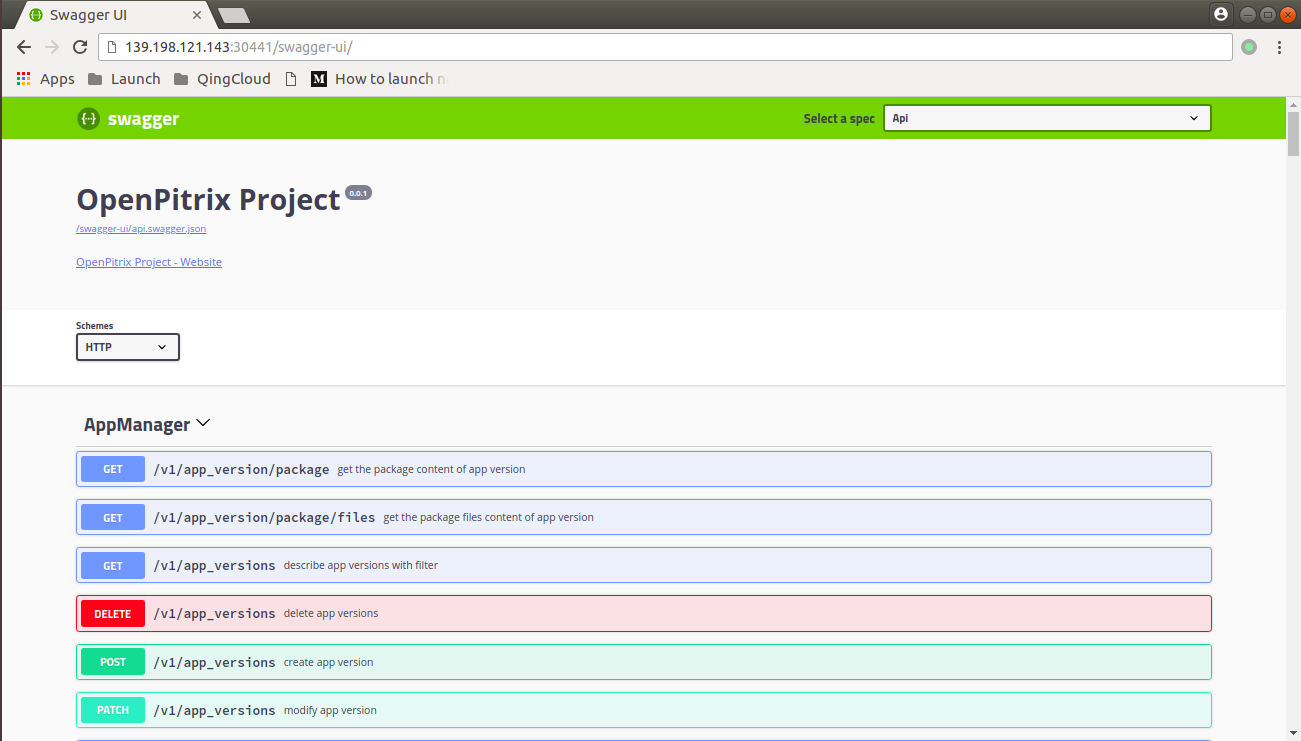 Swagger UI
139.198.121.143:30441/swagger-ui/
Apps Launch QingCloud M How to launch n
{···} swagger Select a spec Api
OpenPitrix Project 0.0.1
/swagger-ui/api.swagger.json
OpenPitrix Project - Website
Schemes
HTTP
AppManager
GET /v1/app_version/package get the package content of app version
GET /v1/app_version/package/files get the package files content of app version
GET /v1/app_versions describe app versions with filter
DELETE /v1/app_versions delete app versions
POST /v1/app_versions create app version
PATCH /v1/app_versions modify app version